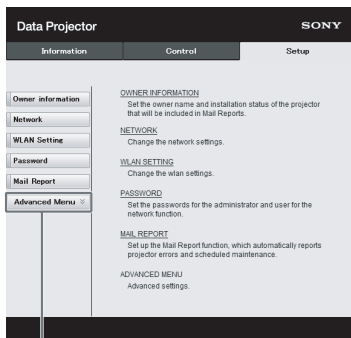 Data Projector
SONY
Information
Control
Setup
Owner information
Network
WLAN Setting
Password
Mail Report
Advanced Menu
OWNER INFORMATION
Set the owner name and installation status of the projector
that will be included in Mail Reports.
NETWORK
Change the network settings.
WLAN SETTING
Change the wlan settings.
PASSWORD
Set the passwords for the administrator and user for the
network function.
MAIL REPORT
Set up the Mail Report function, which automatically reports
projector errors and scheduled maintenance.
ADVANCED MENU
Advanced settings.